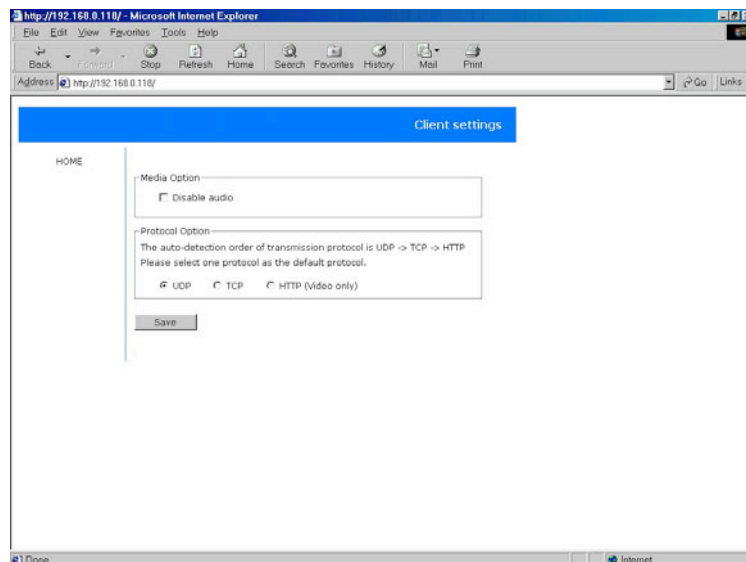 http://192.168.0.118/ - Microsoft Internet Explorer
File Edit View Favorites Tools Help
Back Forward Stop Refresh Home Search Favorites History Mail Print
Address http://192.168.0.118/ Go Links
Client settings
HOME
Media Option
Disable audio
Protocol Option
The auto-detection order of transmission protocol is UDP -> TCP -> HTTP
Please select one protocol as the default protocol.
UDP TCP HTTP (Video only)
Save
Done Internet